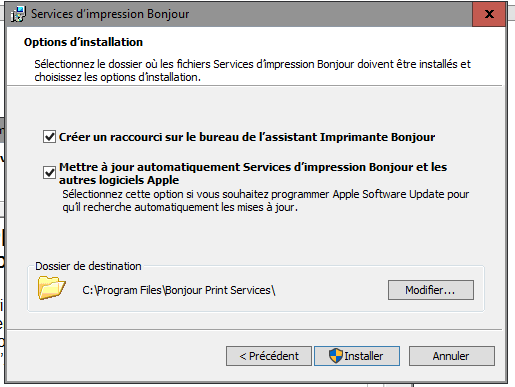 Services d'impression Bonjour
Options d'installation
Sélectionnez le dossier où les fichiers Services d'impression Bonjour doivent être installés et
choisissez les options d'installation.
Créer un raccourci sur le bureau de l'assistant Imprimante Bonjour
Mettre à jour automatiquement Services d'impression Bonjour et les
autres logiciels Apple
Sélectionnez cette option si vous souhaitez programmer Apple Software Update pour
qu'il recherche automatiquement les mises à jour.
Dossier de destination
C:\Program Files\Bonjour Print Services\
Modifier...
< Précédent
Installer
Annuler